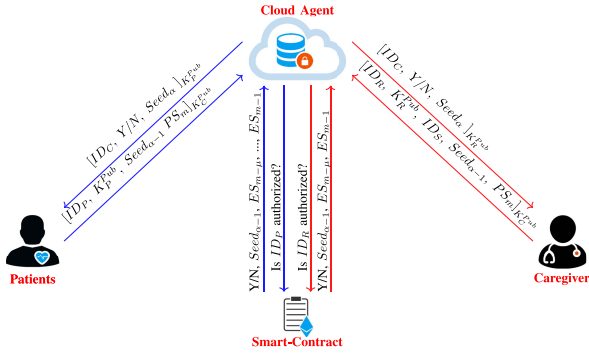 Cloud Agent
[ID_C, Y/N, Seed_α ]_{K_P^{Pub}}
[ID_P, K_P^{Pub}, Seed_{α−1} PS_m]_{K_C^{Pub}}
Y/N, Seed_{α−1}, ES_{m−μ}, ..., ES_{m−1}
Is ID_P authorized?
Is ID_R authorized?
Y/N, Seed_{α−1}, ES_{m−μ}, ES_{m−1}
[ID_C, Y/N, Seed_α ]_{K_R^{Pub}}
[ID_R, K_R^{Pub}, ID_S, Seed_{α−1}, PS_m]_{K_C^{Pub}}
Patients
Caregiver
Smart-Contract